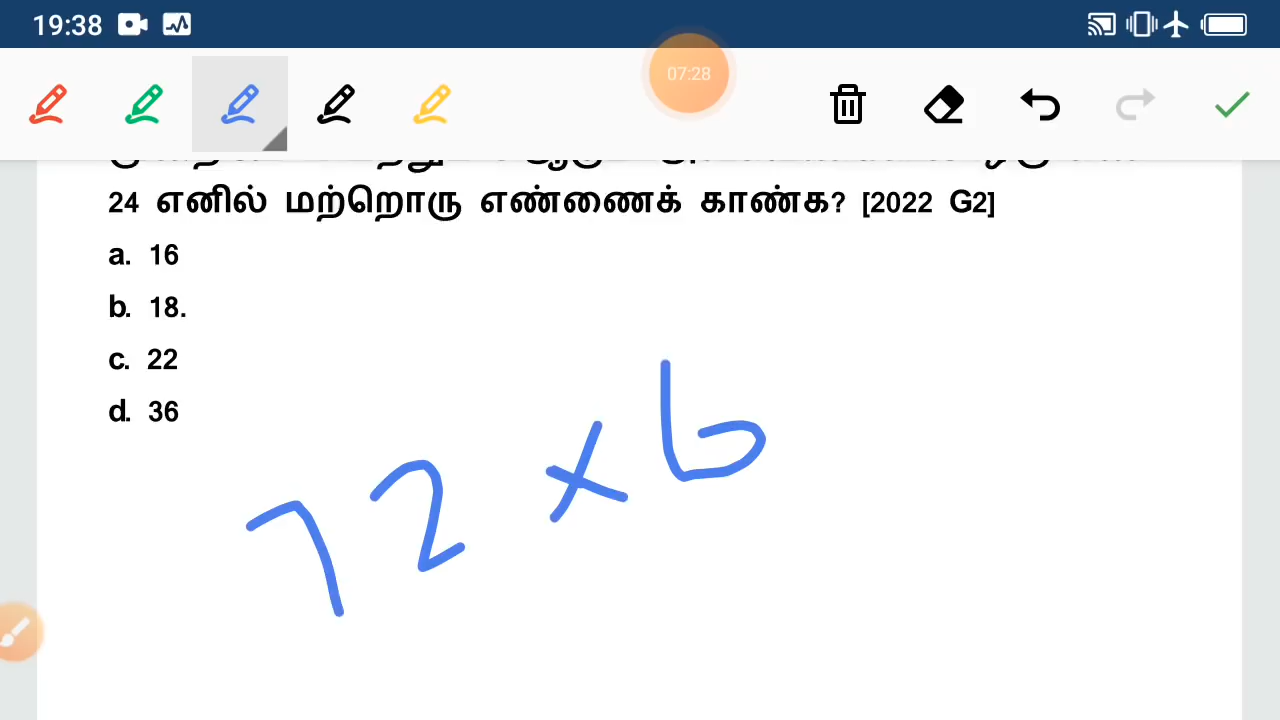 19:38
07:28
24 எனில் மற்றொரு எண்ணைக் காண்க? [2022 G2]
a. 16
b. 18.
c. 22
d. 36
72 x 6